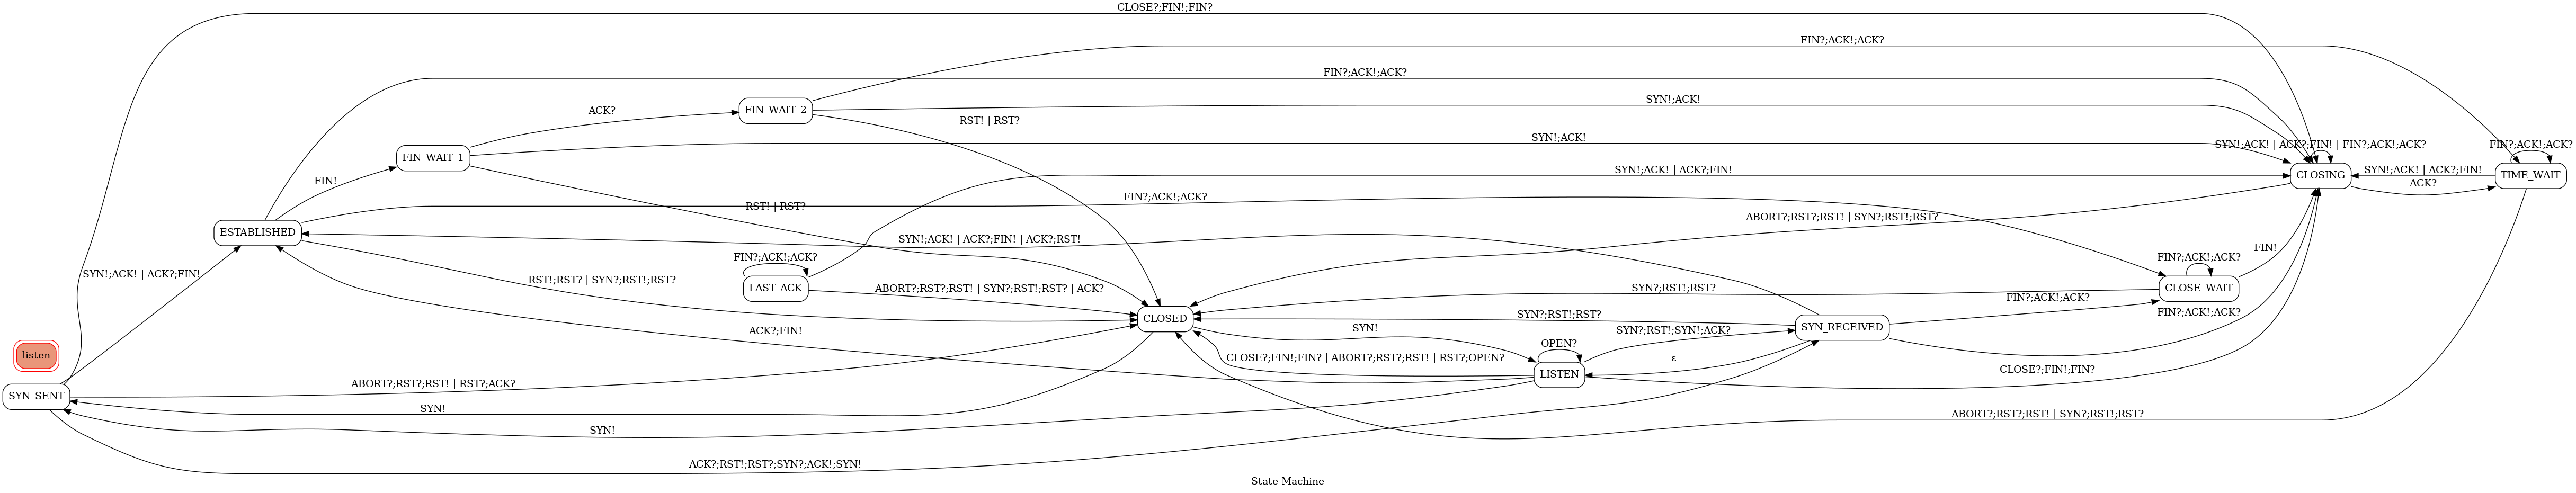 CLOSE?;FIN!;FIN?
FIN?;ACK!;ACK?
FIN?;ACK!;ACK?
FIN_WAIT_2
SYN!;ACK!
ACK?
RST! | RST?
FIN_WAIT_1
SYN!;ACK!
SYN!;ACK! | ACK?;FIN! | FIN?;ACK!;ACK?
FIN?;ACK!;ACK?
FIN!
SYN!;ACK! | ACK?;FIN!
CLOSING
SYN!;ACK! | ACK?;FIN!
TIME_WAIT
ACK?
RST! | RST?
FIN?;ACK!;ACK?
ABORT?;RST?;RST! | SYN?;RST!;RST?
ESTABLISHED
SYN!;ACK! | ACK?;FIN! | ACK?;RST!
FIN!
FIN?;ACK!;ACK?
FIN?;ACK!;ACK?
SYN!;ACK! | ACK?;FIN!
RST!;RST? | SYN?;RST!;RST?
LAST_ACK
ABORT?;RST?;RST! | SYN?;RST!;RST? | ACK?
SYN?;RST!;RST?
CLOSE_WAIT
FIN?;ACK!;ACK?
FIN?;ACK!;ACK?
CLOSED
SYN?;RST!;RST?
SYN_RECEIVED
ACK?;FIN!
SYN!
SYN?;RST!;SYN!;ACK?
OPEN?
listen
CLOSE?;FIN!;FIN? | ABORT?;RST?;RST! | RST?;OPEN?
ε
CLOSE?;FIN!;FIN?
LISTEN
ABORT?;RST?;RST! | RST?;ACK?
SYN_SENT
SYN!
ABORT?;RST?;RST! | SYN?;RST!;RST?
SYN!
ACK?;RST!;RST?;SYN?;ACK!;SYN!
State Machine